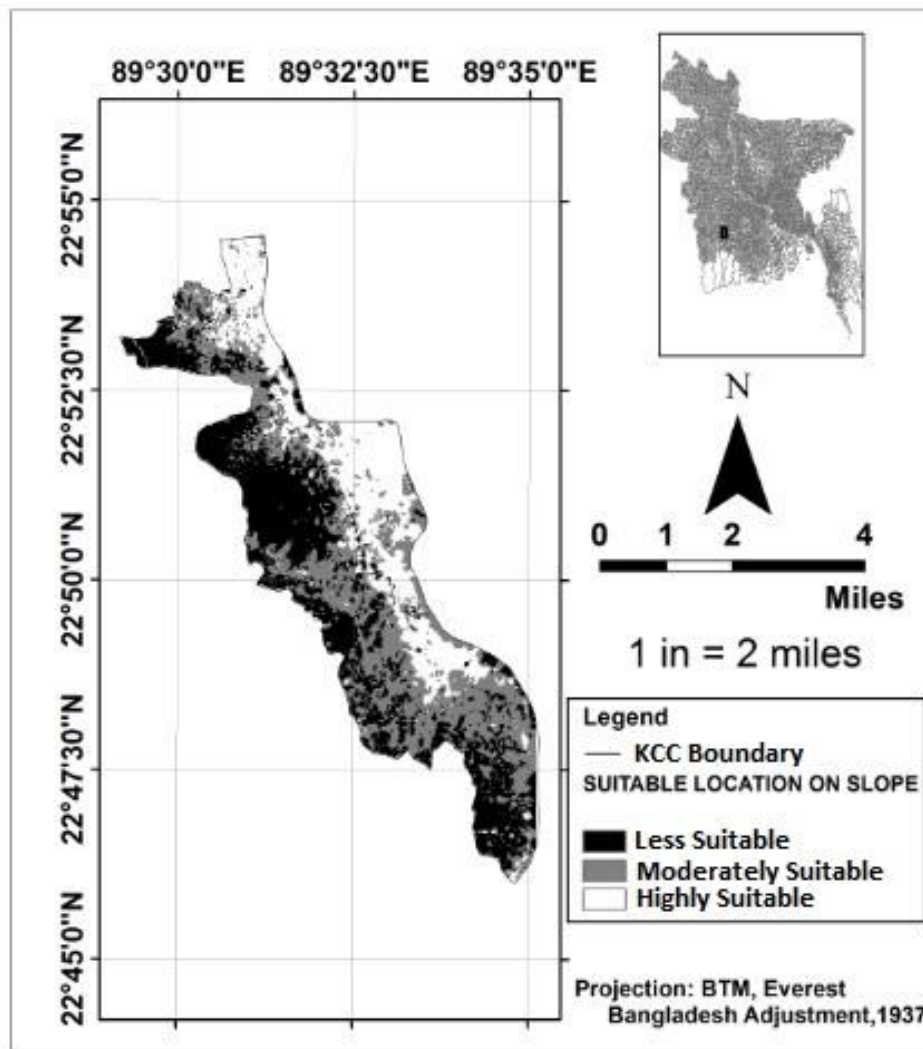 89°30'0"E 89°32'30"E 89°35'0"E
22°55'0"N
22°52'30"N
22°50'0"N
22°47'30"N
22°45'0"N
N
0 1 2 4
Miles
1 in = 2 miles
Legend
KCC Boundary
SUITABLE LOCATION ON SLOPE
Less Suitable
Moderately Suitable
Highly Suitable
Projection: BTM, Everest
Bangladesh Adjustment,1937